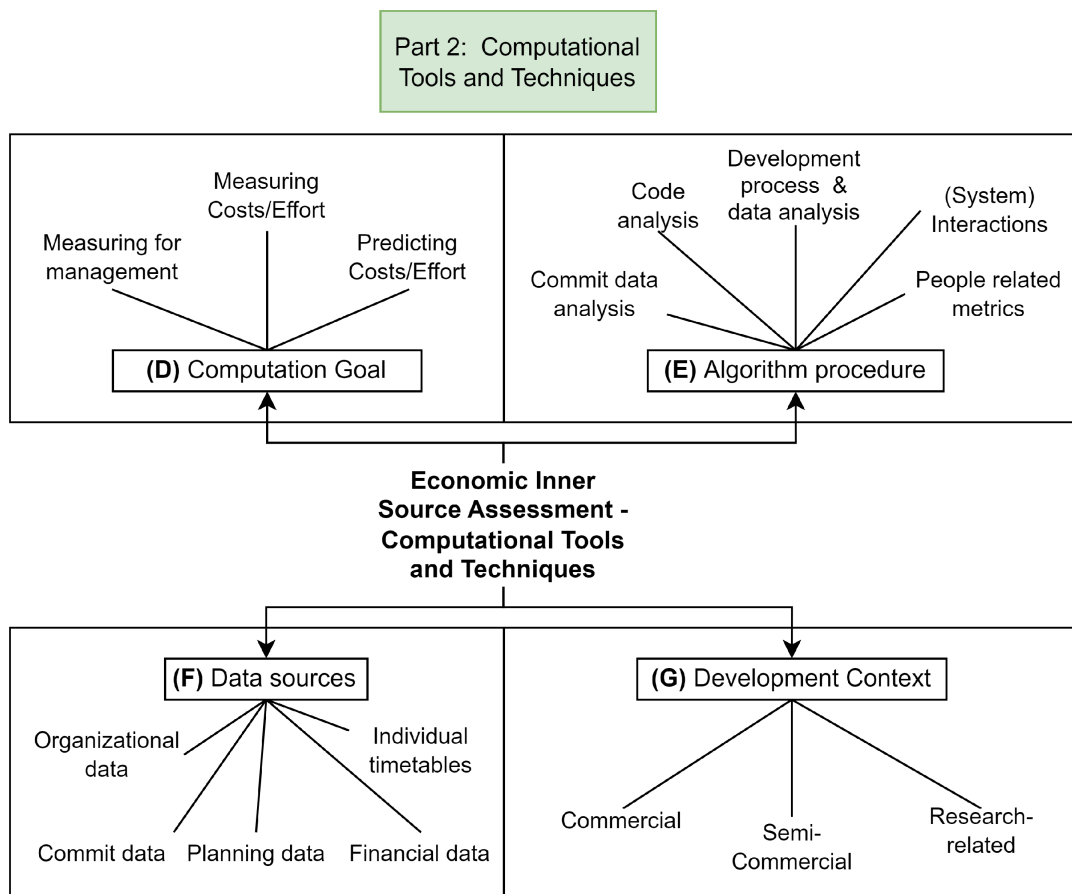 Part 2:  Computational
Tools and Techniques
Measuring
Costs/Effort
Measuring for
management
Predicting
Costs/Effort
(D) Computation Goal
Development
process  &
data analysis
Code
analysis
(System)
Interactions
Commit data
analysis
People related
metrics
(E) Algorithm procedure
Economic Inner
Source Assessment -
Computational Tools
and Techniques
(F) Data sources
Organizational
data
Individual
timetables
Commit data
Planning data
Financial data
(G) Development Context
Commercial
Semi-
Commercial
Research-
related